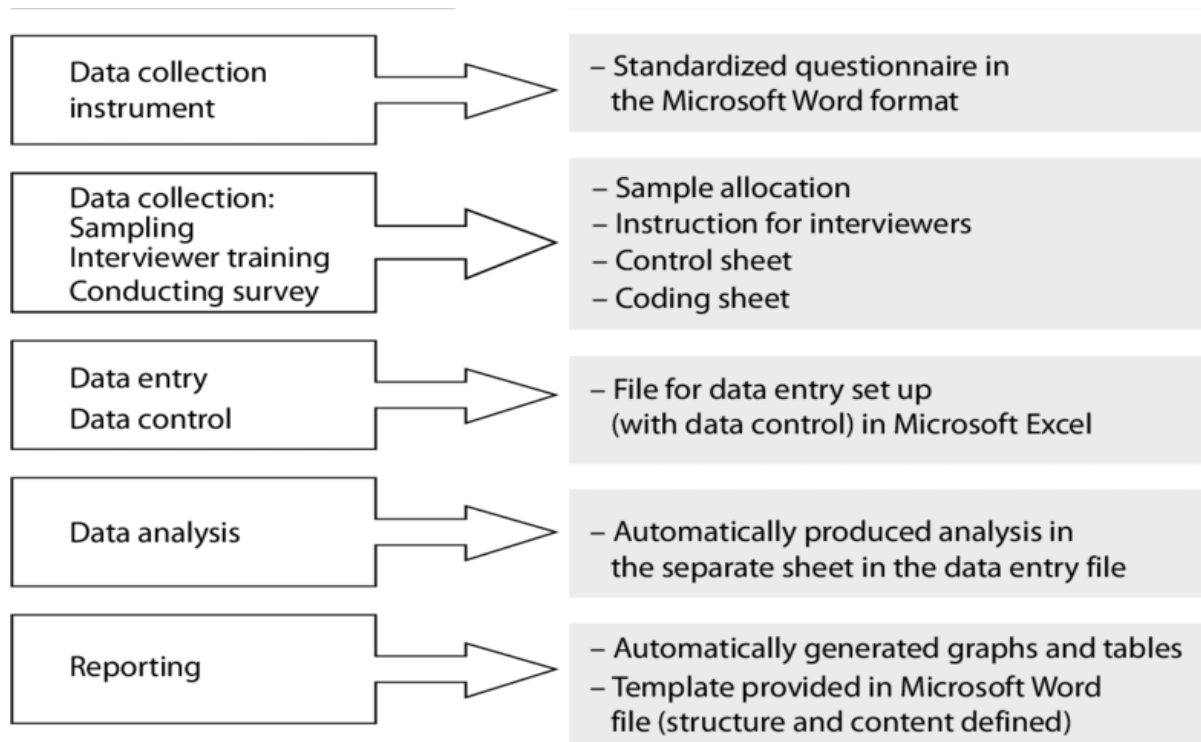 Data collection
instrument
– Standardized questionnaire in
the Microsoft Word format
Data collection:
Sampling
Interviewer training
Conducting survey
– Sample allocation
– Instruction for interviewers
– Control sheet
– Coding sheet
Data entry
Data control
– File for data entry set up
(with data control) in Microsoft Excel
Data analysis
– Automatically produced analysis in
the separate sheet in the data entry file
Reporting
– Automatically generated graphs and tables
– Template provided in Microsoft Word
file (structure and content defined)